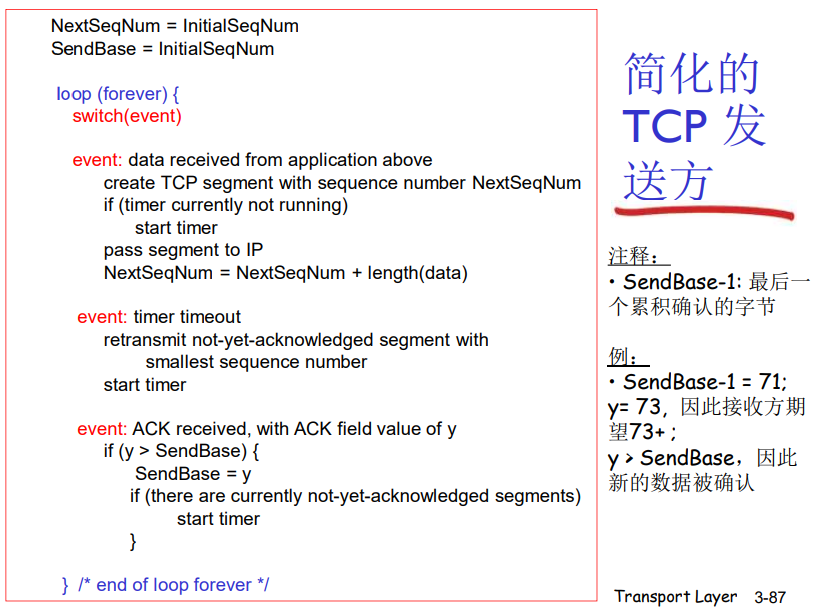 NextSeqNum = InitialSeqNum
SendBase = InitialSeqNum
loop (forever) {
switch(event)
event: data received from application above
create TCP segment with sequence number NextSeqNum
if (timer currently not running)
start timer
pass segment to IP
NextSeqNum = NextSeqNum + length(data)
event: timer timeout
retransmit not-yet-acknowledged segment with
smallest sequence number
start timer
event: ACK received, with ACK field value of y
if (y > SendBase) {
SendBase = y
if (there are currently not-yet-acknowledged segments)
start timer
}
} /* end of loop forever */
简化的
TCP 发
送方
注释：
• SendBase-1: 最后一
个累积确认的字节
例：
• SendBase-1 = 71;
y= 73, 因此接收方期
望73+ ;
y > SendBase，因此
新的数据被确认
Transport Layer 3-87